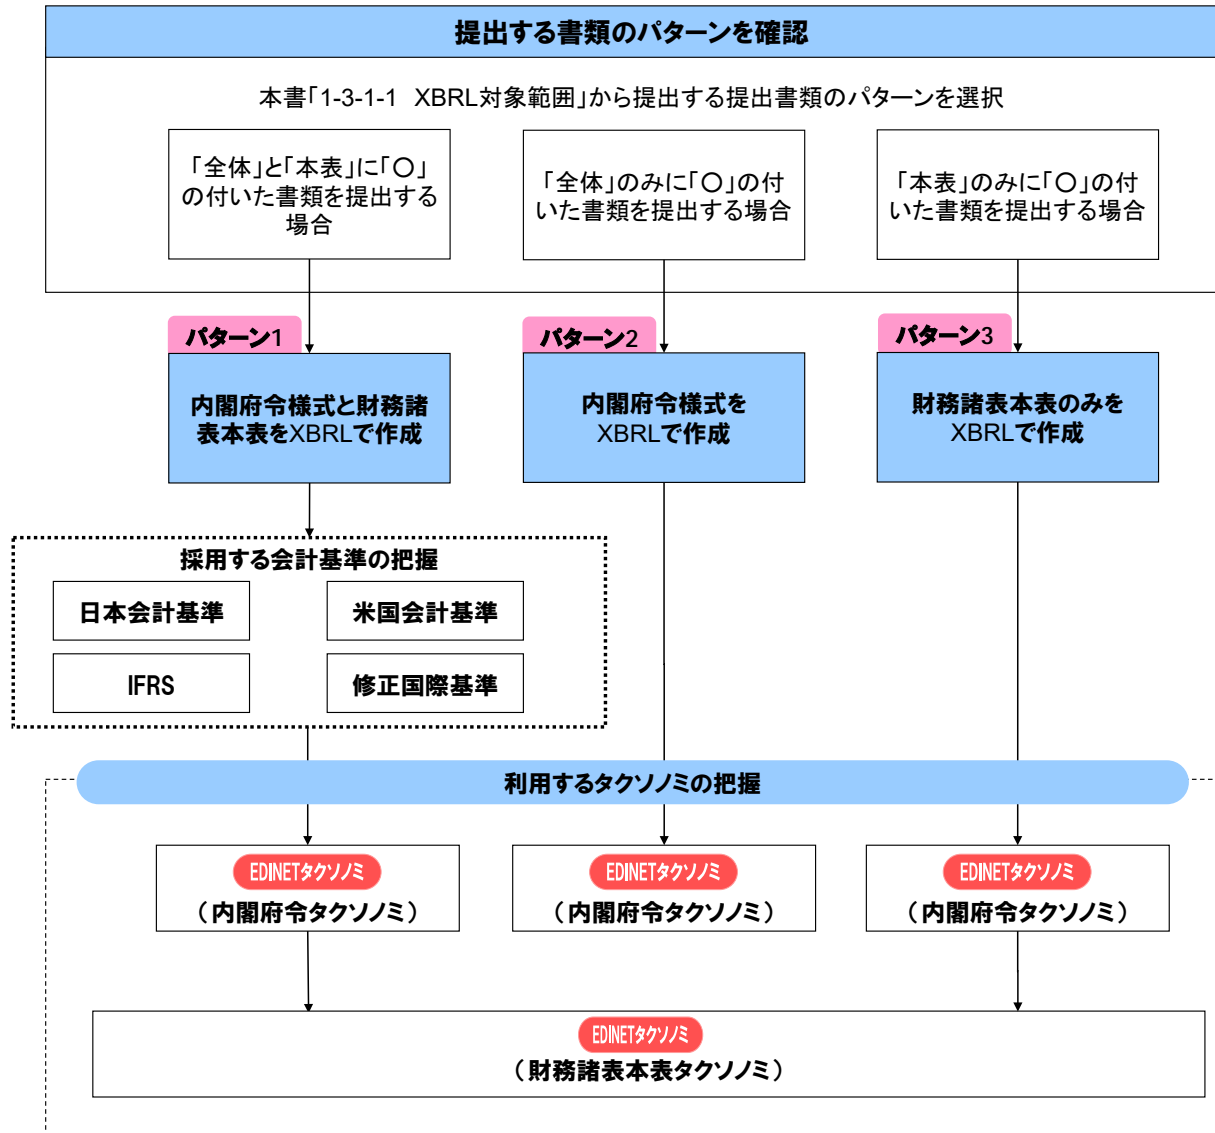 提出する書類のパターンを確認
本書「1-3-1-1 XBRL対象範囲」から提出する提出書類のパターンを選択
「全体」と「本表」に「〇」
の付いた書類を提出する
場合
「全体」のみに「〇」の付
いた書類を提出する場合
「本表」のみに「〇」の付
いた書類を提出する場合
パターン1
パターン2
パターン3
内閣府令様式と財務諸
表本表をXBRLで作成
内閣府令様式を
XBRLで作成
財務諸表本表のみを
XBRLで作成
採用する会計基準の把握
日本会計基準
米国会計基準
IFRS
修正国際基準
利用するタクソノミの把握
EDINETタクソノミ
（内閣府令タクソノミ）
EDINETタクソノミ
（内閣府令タクソノミ）
EDINETタクソノミ
（内閣府令タクソノミ）
EDINETタクソノミ
（財務諸表本表タクソノミ）